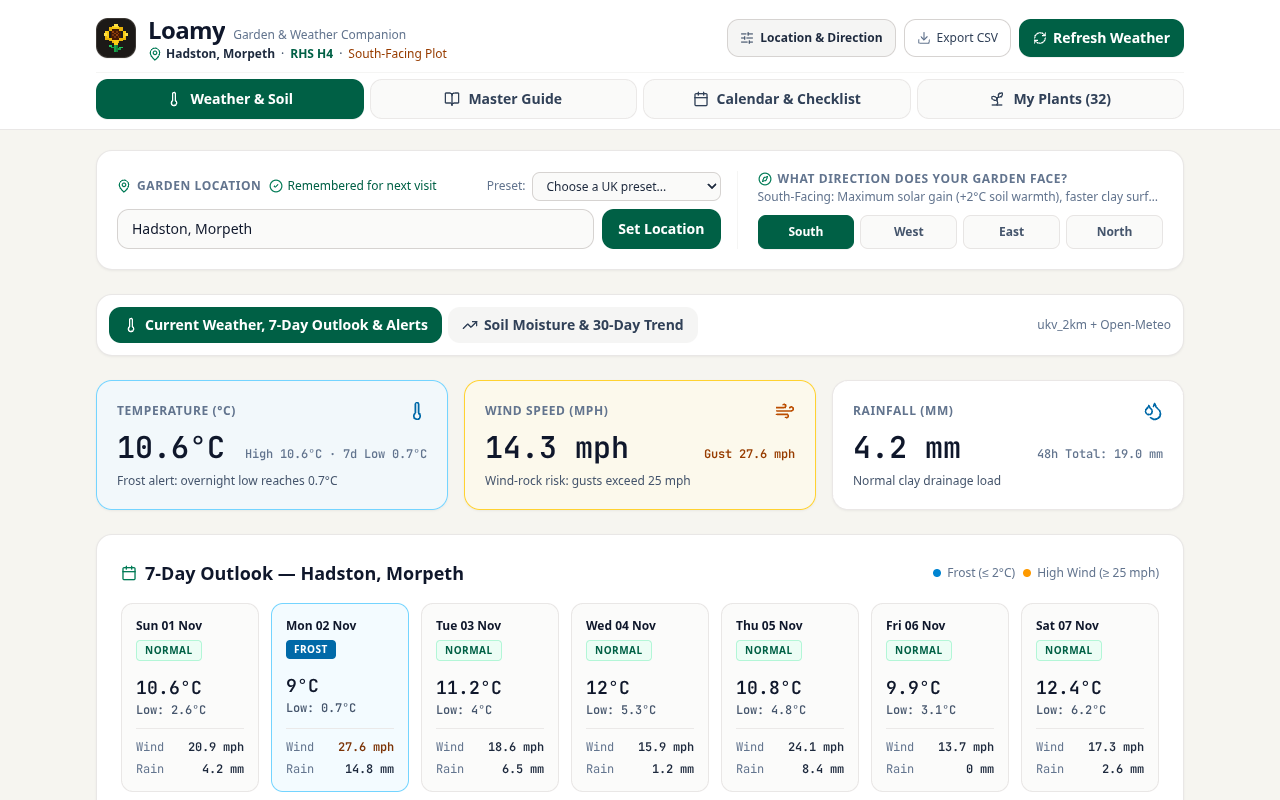 Loamy Garden & Weather Companion
Hadston, Morpeth · RHS H4 · South-Facing Plot
Location & Direction
Export CSV
Refresh Weather
Weather & Soil
Master Guide
Calendar & Checklist
My Plants (32)
GARDEN LOCATION
Remembered for next visit
Preset:
Choose a UK preset...
Hadston, Morpeth
Set Location
WHAT DIRECTION DOES YOUR GARDEN FACE?
South-Facing: Maximum solar gain (+2°C soil warmth), faster clay surf...
South
West
East
North
Current Weather, 7-Day Outlook & Alerts
Soil Moisture & 30-Day Trend
ukv_2km + Open-Meteo
TEMPERATURE (°C)
10.6°C
High 10.6°C · 7d Low 0.7°C
Frost alert: overnight low reaches 0.7°C
WIND SPEED (MPH)
14.3 mph
Gust 27.6 mph
Wind-rock risk: gusts exceed 25 mph
RAINFALL (MM)
4.2 mm
48h Total: 19.0 mm
Normal clay drainage load
7-Day Outlook — Hadston, Morpeth
Frost (≤ 2°C)
High Wind (≥ 25 mph)
Sun 01 Nov
NORMAL
10.6°C
Low: 2.6°C
Wind 20.9 mph
Rain 4.2 mm
Mon 02 Nov
FROST
9°C
Low: 0.7°C
Wind 27.6 mph
Rain 14.8 mm
Tue 03 Nov
NORMAL
11.2°C
Low: 4°C
Wind 18.6 mph
Rain 6.5 mm
Wed 04 Nov
NORMAL
12°C
Low: 5.3°C
Wind 15.9 mph
Rain 1.2 mm
Thu 05 Nov
NORMAL
10.8°C
Low: 4.8°C
Wind 24.1 mph
Rain 8.4 mm
Fri 06 Nov
NORMAL
9.9°C
Low: 3.1°C
Wind 13.7 mph
Rain 0 mm
Sat 07 Nov
NORMAL
12.4°C
Low: 6.2°C
Wind 17.3 mph
Rain 2.6 mm